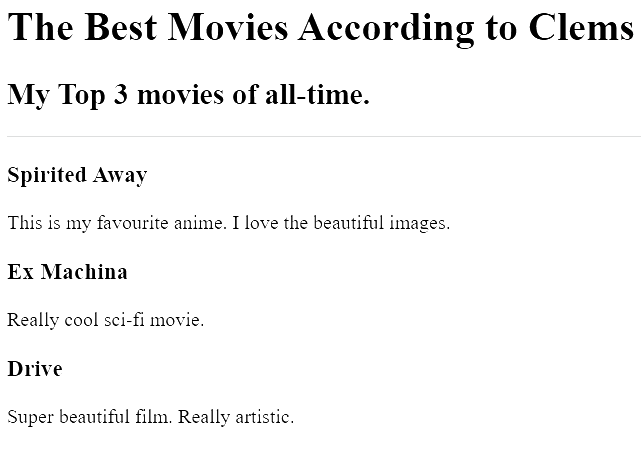 The Best Movies According to Clems
My Top 3 movies of all-time.
Spirited Away
This is my favourite anime. I love the beautiful images.
Ex Machina
Really cool sci-fi movie.
Drive
Super beautiful film. Really artistic.